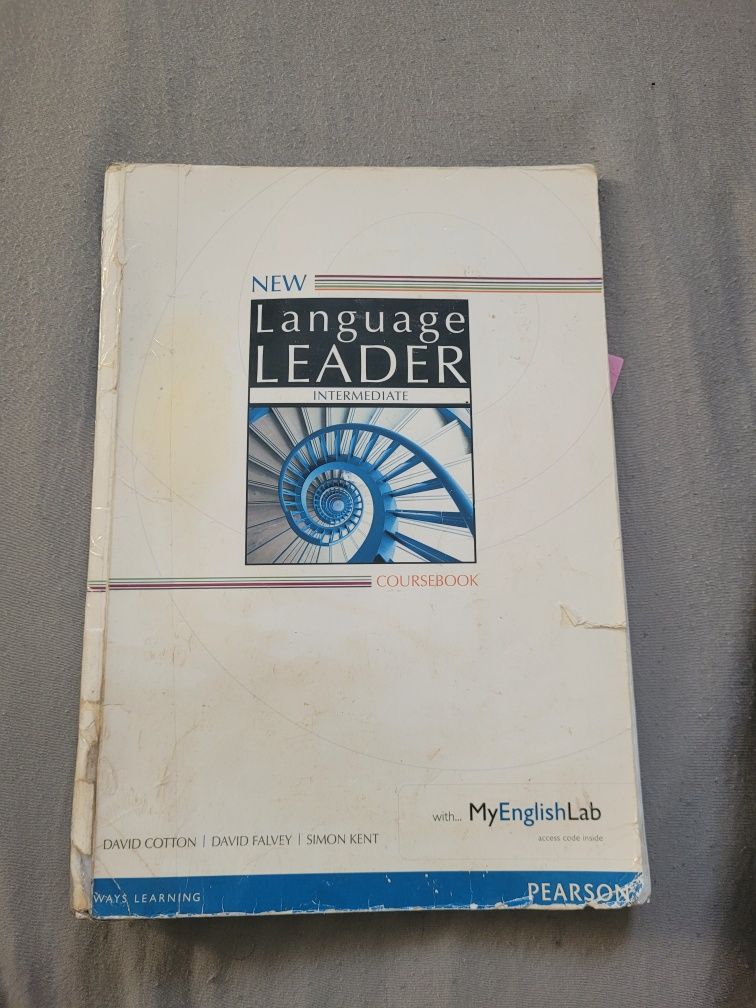 NEW
Language
LEADER
INTERMEDIATE
COURSEBOOK
with... MyEnglishLab
access code inside
DAVID COTTON | DAVID FALVEY | SIMON KENT
WAYS LEARNING
PEARSON